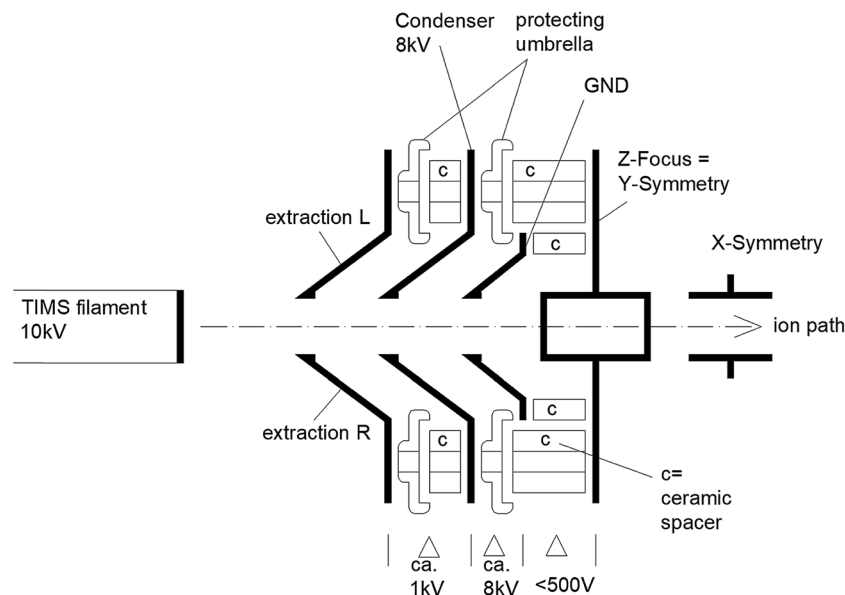 Condenser
8kV
protecting
umbrella
GND
c
c
Z-Focus =
Y-Symmetry
extraction L
c
X-Symmetry
TIMS filament
10kV
ion path
extraction R
c
c
c
c=
ceramic
spacer
ca.
1kV
ca.
8kV
<500V